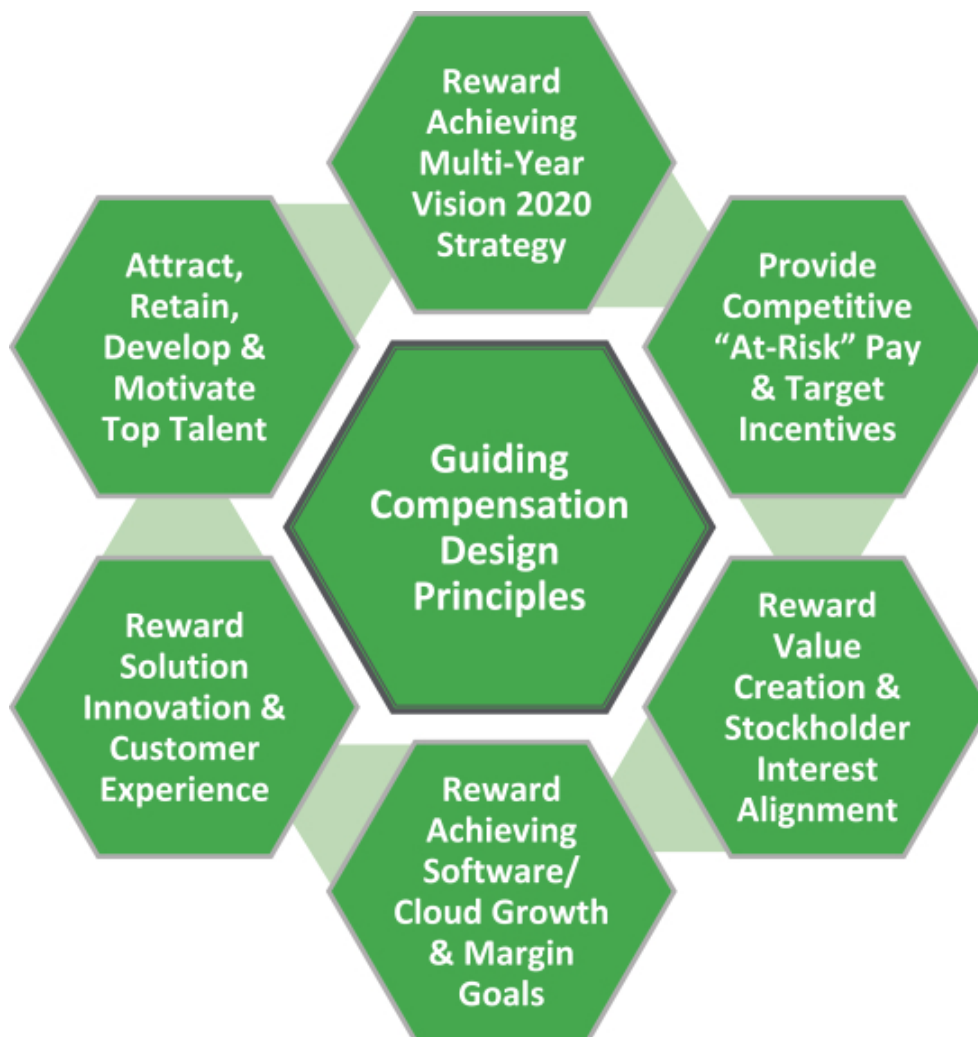 Reward
Achieving
Multi-Year
Vision 2020
Strategy
Provide
Competitive
“At-Risk” Pay
& Target
Incentives
Reward
Value
Creation &
Stockholder
Interest
Alignment
Reward
Achieving
Software/
Cloud Growth
& Margin
Goals
Reward
Solution
Innovation &
Customer
Experience
Attract,
Retain,
Develop &
Motivate
Top Talent
Guiding
Compensation
Design
Principles